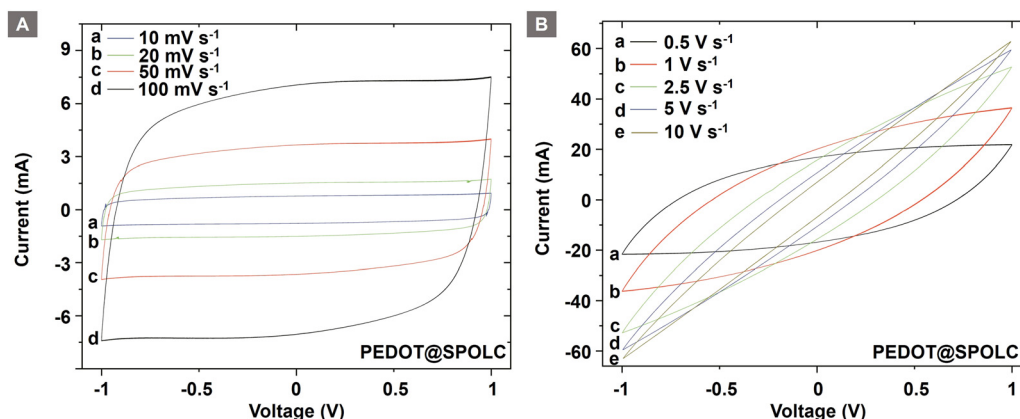 A
a 10 mV s-1
b 20 mV s-1
c 50 mV s-1
d 100 mV s-1
9
6
3
0
-3
-6
Current (mA)
a
b
c
d
PEDOT@SPOLC
-1 -0.5 0 0.5 1
Voltage (V)
B
a 0.5 V s-1
b 1 V s-1
c 2.5 V s-1
d 5 V s-1
e 10 V s-1
60
40
20
0
-20
-40
-60
Current (mA)
a
b
c
d
e
PEDOT@SPOLC
-1 -0.5 0 0.5 1
Voltage (V)